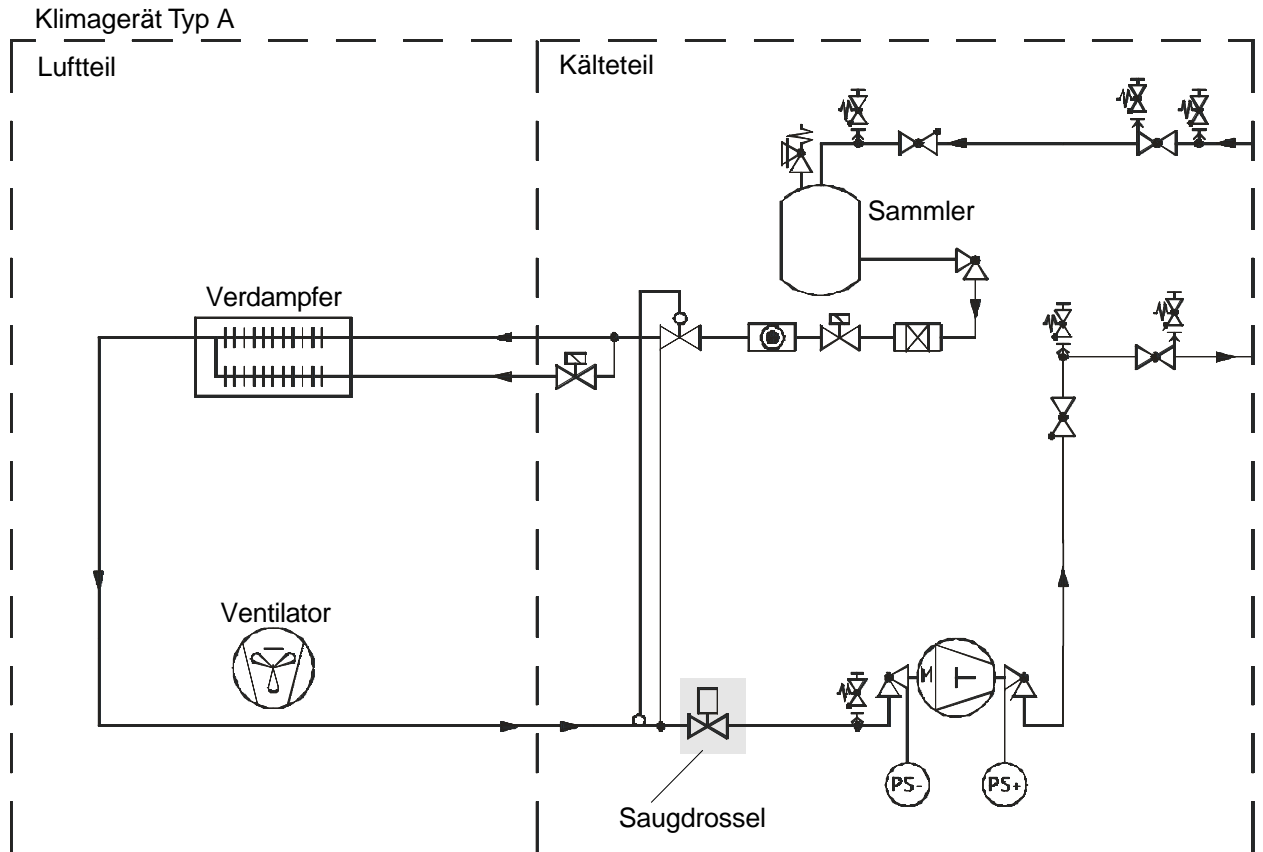 Klimagerät Typ A
Luftteil
Kälteteil
Sammler
Verdampfer
Ventilator
M
PS-
PS+
Saugdrossel